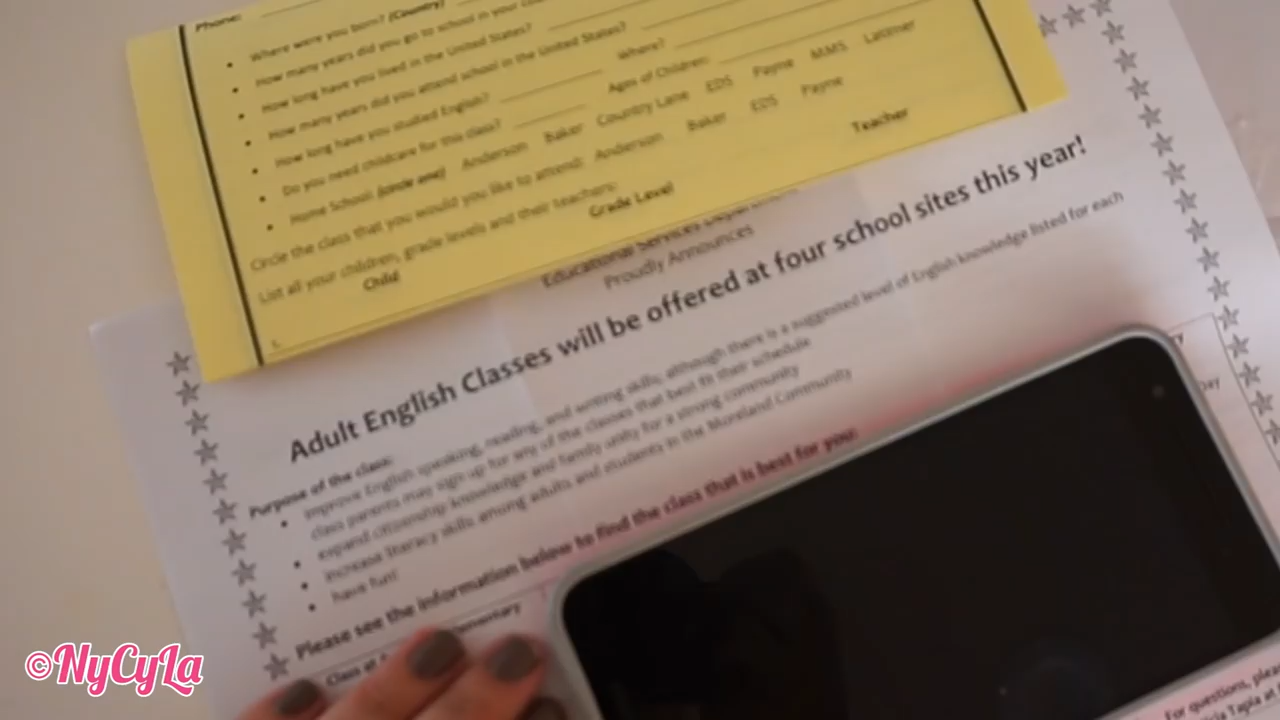 Phone:
Where were you born? (Country)
How many years did you go to school in your
How long have you lived in the United States?
How many years did you attend school in the United States?
How long have you studied English? Where?
Do you need childcare for this class? Ages of Children:
Home School (circle one) Anderson Baker Country Lane EDS Payne MMS Latimer
Circle the class that you would you like to attend: Anderson Baker EDS Payne
List all your children, grade levels and their teachers:
Child Grade Level Teacher
1.
Educational Services
Proudly Announces
Adult English Classes will be offered at four school sites this year!
Purpose of the class:
improve English speaking, reading, and writing skills; although there is a suggested level of English knowledge listed for each
class parents may sign up for any of the classes that best fit their schedule
expand citizenship knowledge and family unity for a strong community
increase literacy skills among adults and students in the Moreland Community
have fun!
Please see the information below to find the class that is best for you:
Class at
Day
For questions,
Tapia at
©NyCyLa